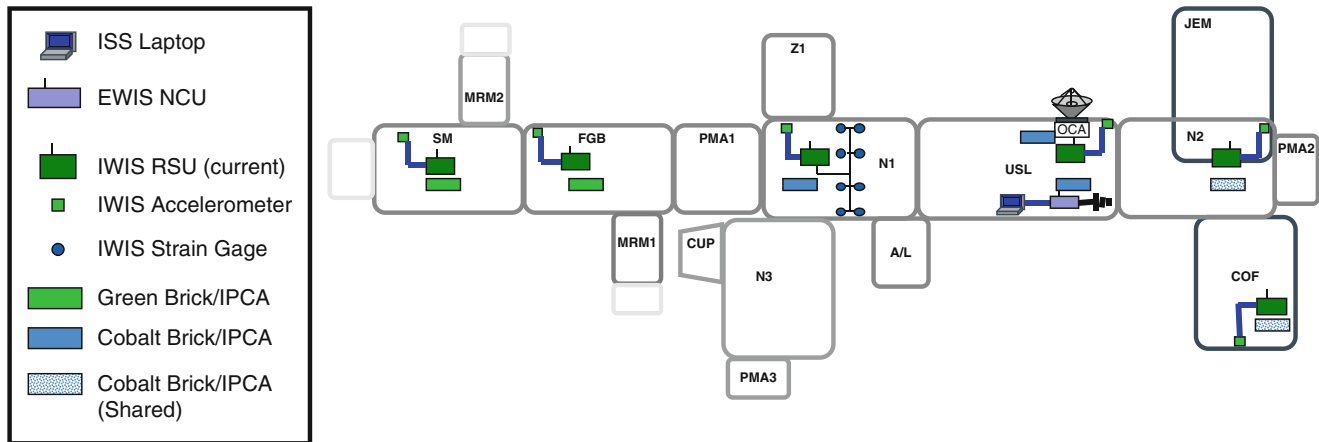 ISS Laptop
EWIS NCU
IWIS RSU (current)
IWIS Accelerometer
IWIS Strain Gage
Green Brick/IPCA
Cobalt Brick/IPCA
Cobalt Brick/IPCA
(Shared)
JEM
Z1
MRM2
OCA
SM
FGB
PMA1
N1
USL
N2
PMA2
MRM1
CUP
N3
A/L
COF
PMA3